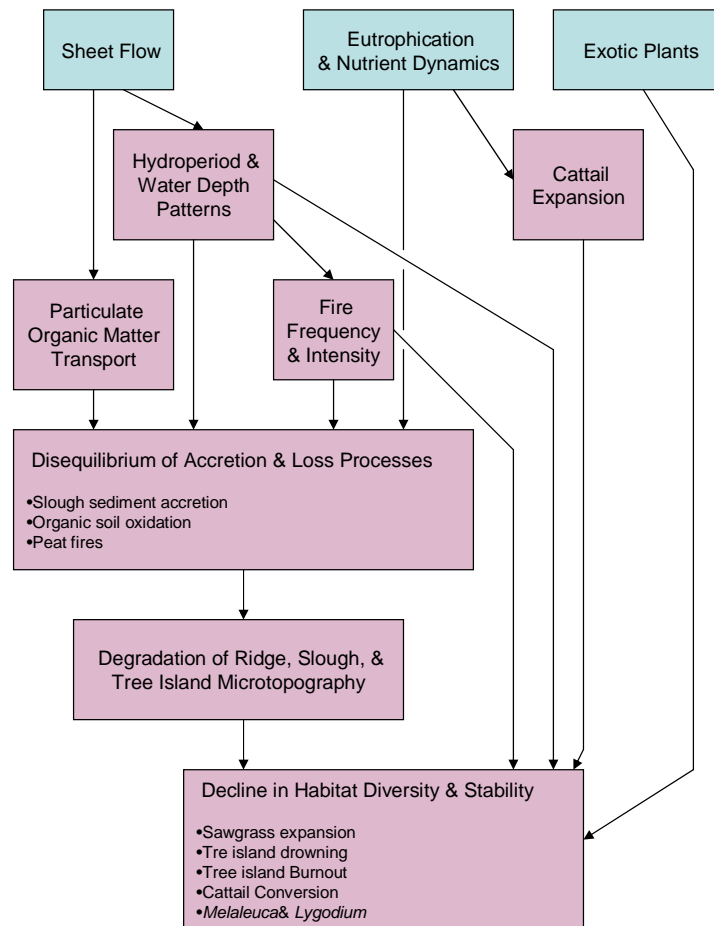 Sheet Flow
Eutrophication
& Nutrient Dynamics
Exotic Plants
Hydroperiod &
Water Depth
Patterns
Cattail
Expansion
Particulate
Organic Matter
Transport
Fire
Frequency
& Intensity
Disequilibrium of Accretion & Loss Processes
•Slough sediment accretion
•Organic soil oxidation
•Peat fires
Degradation of Ridge, Slough, &
Tree Island Microtopography
Decline in Habitat Diversity & Stability
•Sawgrass expansion
•Tre island drowning
•Tree island Burnout
•Cattail Conversion
•Melaleuca& Lygodium